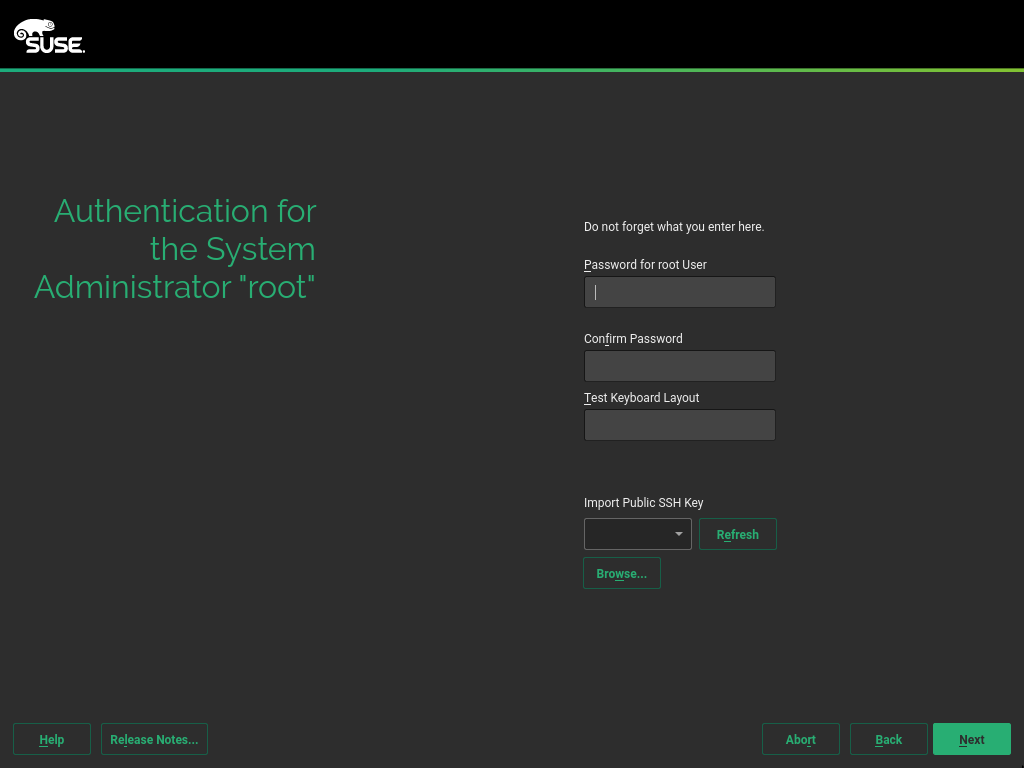 SUSE.
Authentication for
the System
Administrator "root"
Do not forget what you enter here.
Password for root User
Confirm Password
Test Keyboard Layout
Import Public SSH Key
Refresh
Browse...
Help
Release Notes...
Abort
Back
Next